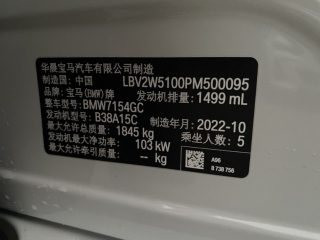 华晨宝马汽车有限公司制造
制造国：中国 LBV2W5100PM500095
品牌：宝马(BMW)牌 发动机排量：1499 mL
整车型号：BMW7154GC
发动机型号：B38A15C 制造年月：2022-10
最大允许总质量：1845 kg 乘坐人数：5
发动机最大净功率：103 kW
最大允许牵引质量：-- kg
A96
8 738 756